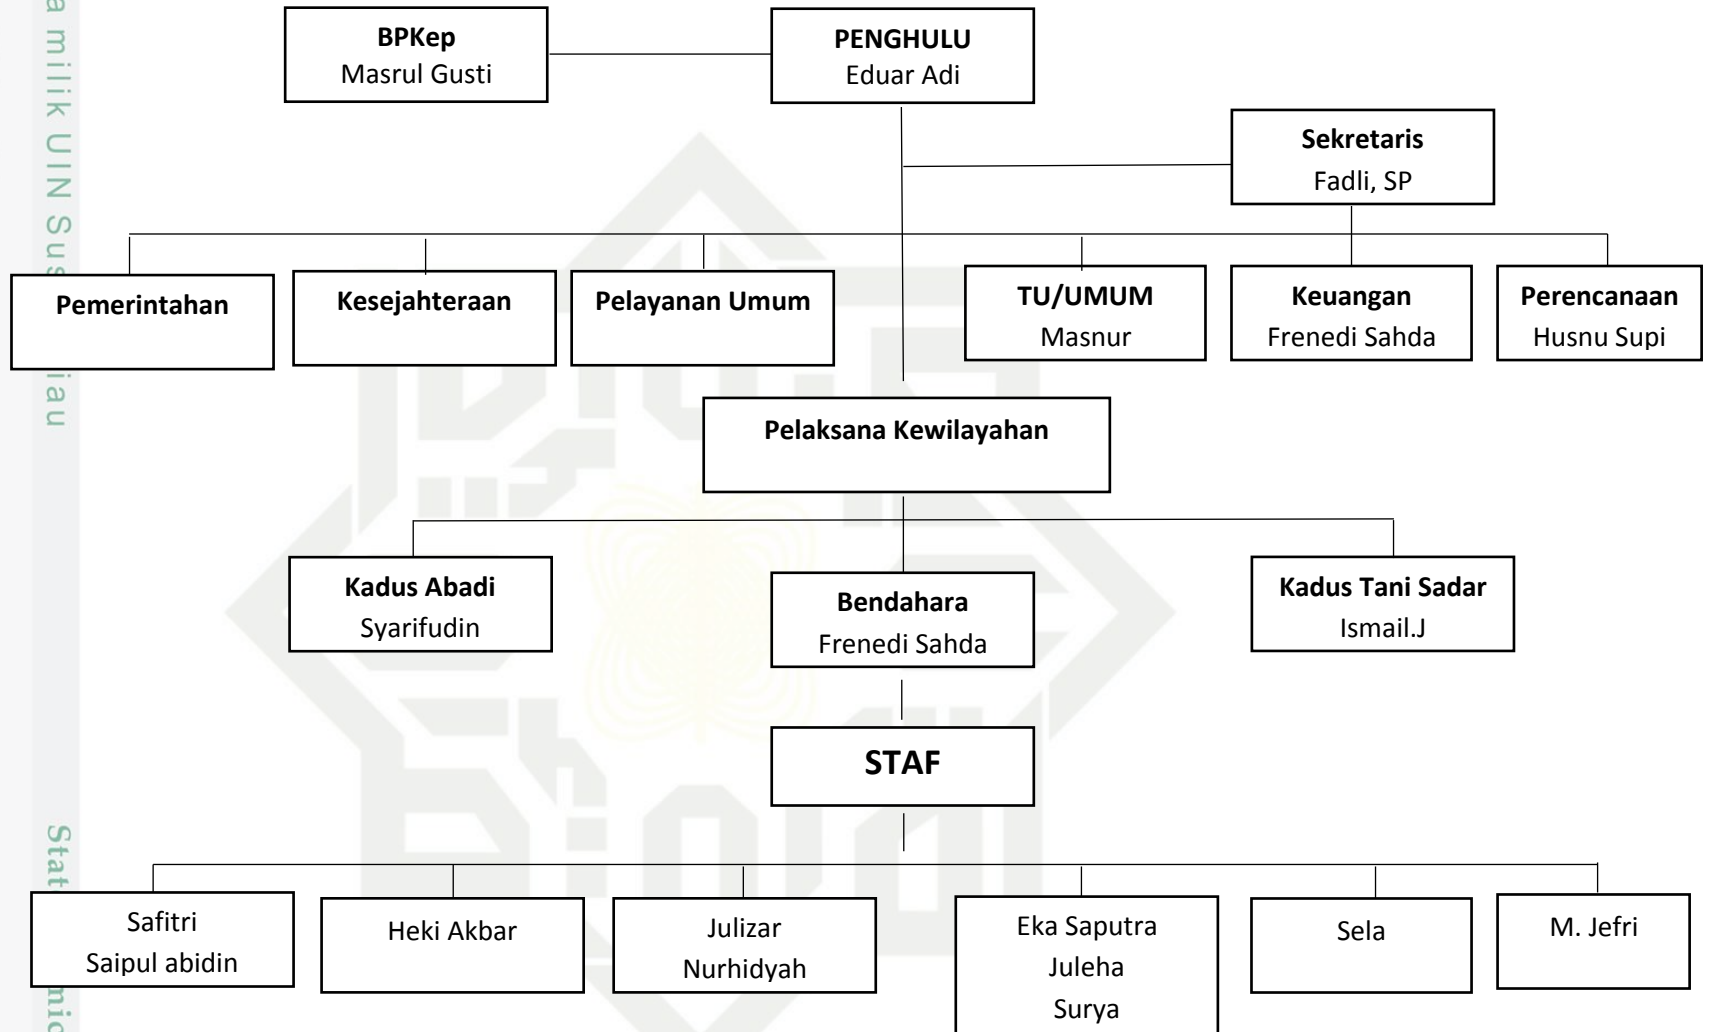 BPKep
Masrul Gusti
PENGHULU
Eduar Adi
Sekretaris
Fadli, SP
Pemerintahan
Kesejahteraan
Pelayanan Umum
TU/UMUM
Masnur
Keuangan
Frenedi Sahda
Perencanaan
Husnu Supi
Pelaksana Kewilayahan
Kadus Abadi
Syarifudin
Bendahara
Frenedi Sahda
Kadus Tani Sadar
Ismail.J
STAF
Safitri
Saipul abidin
Heki Akbar
Julizar
Nurhidyah
Eka Saputra
Juleha
Surya
Sela
M. Jefri
milik UIN